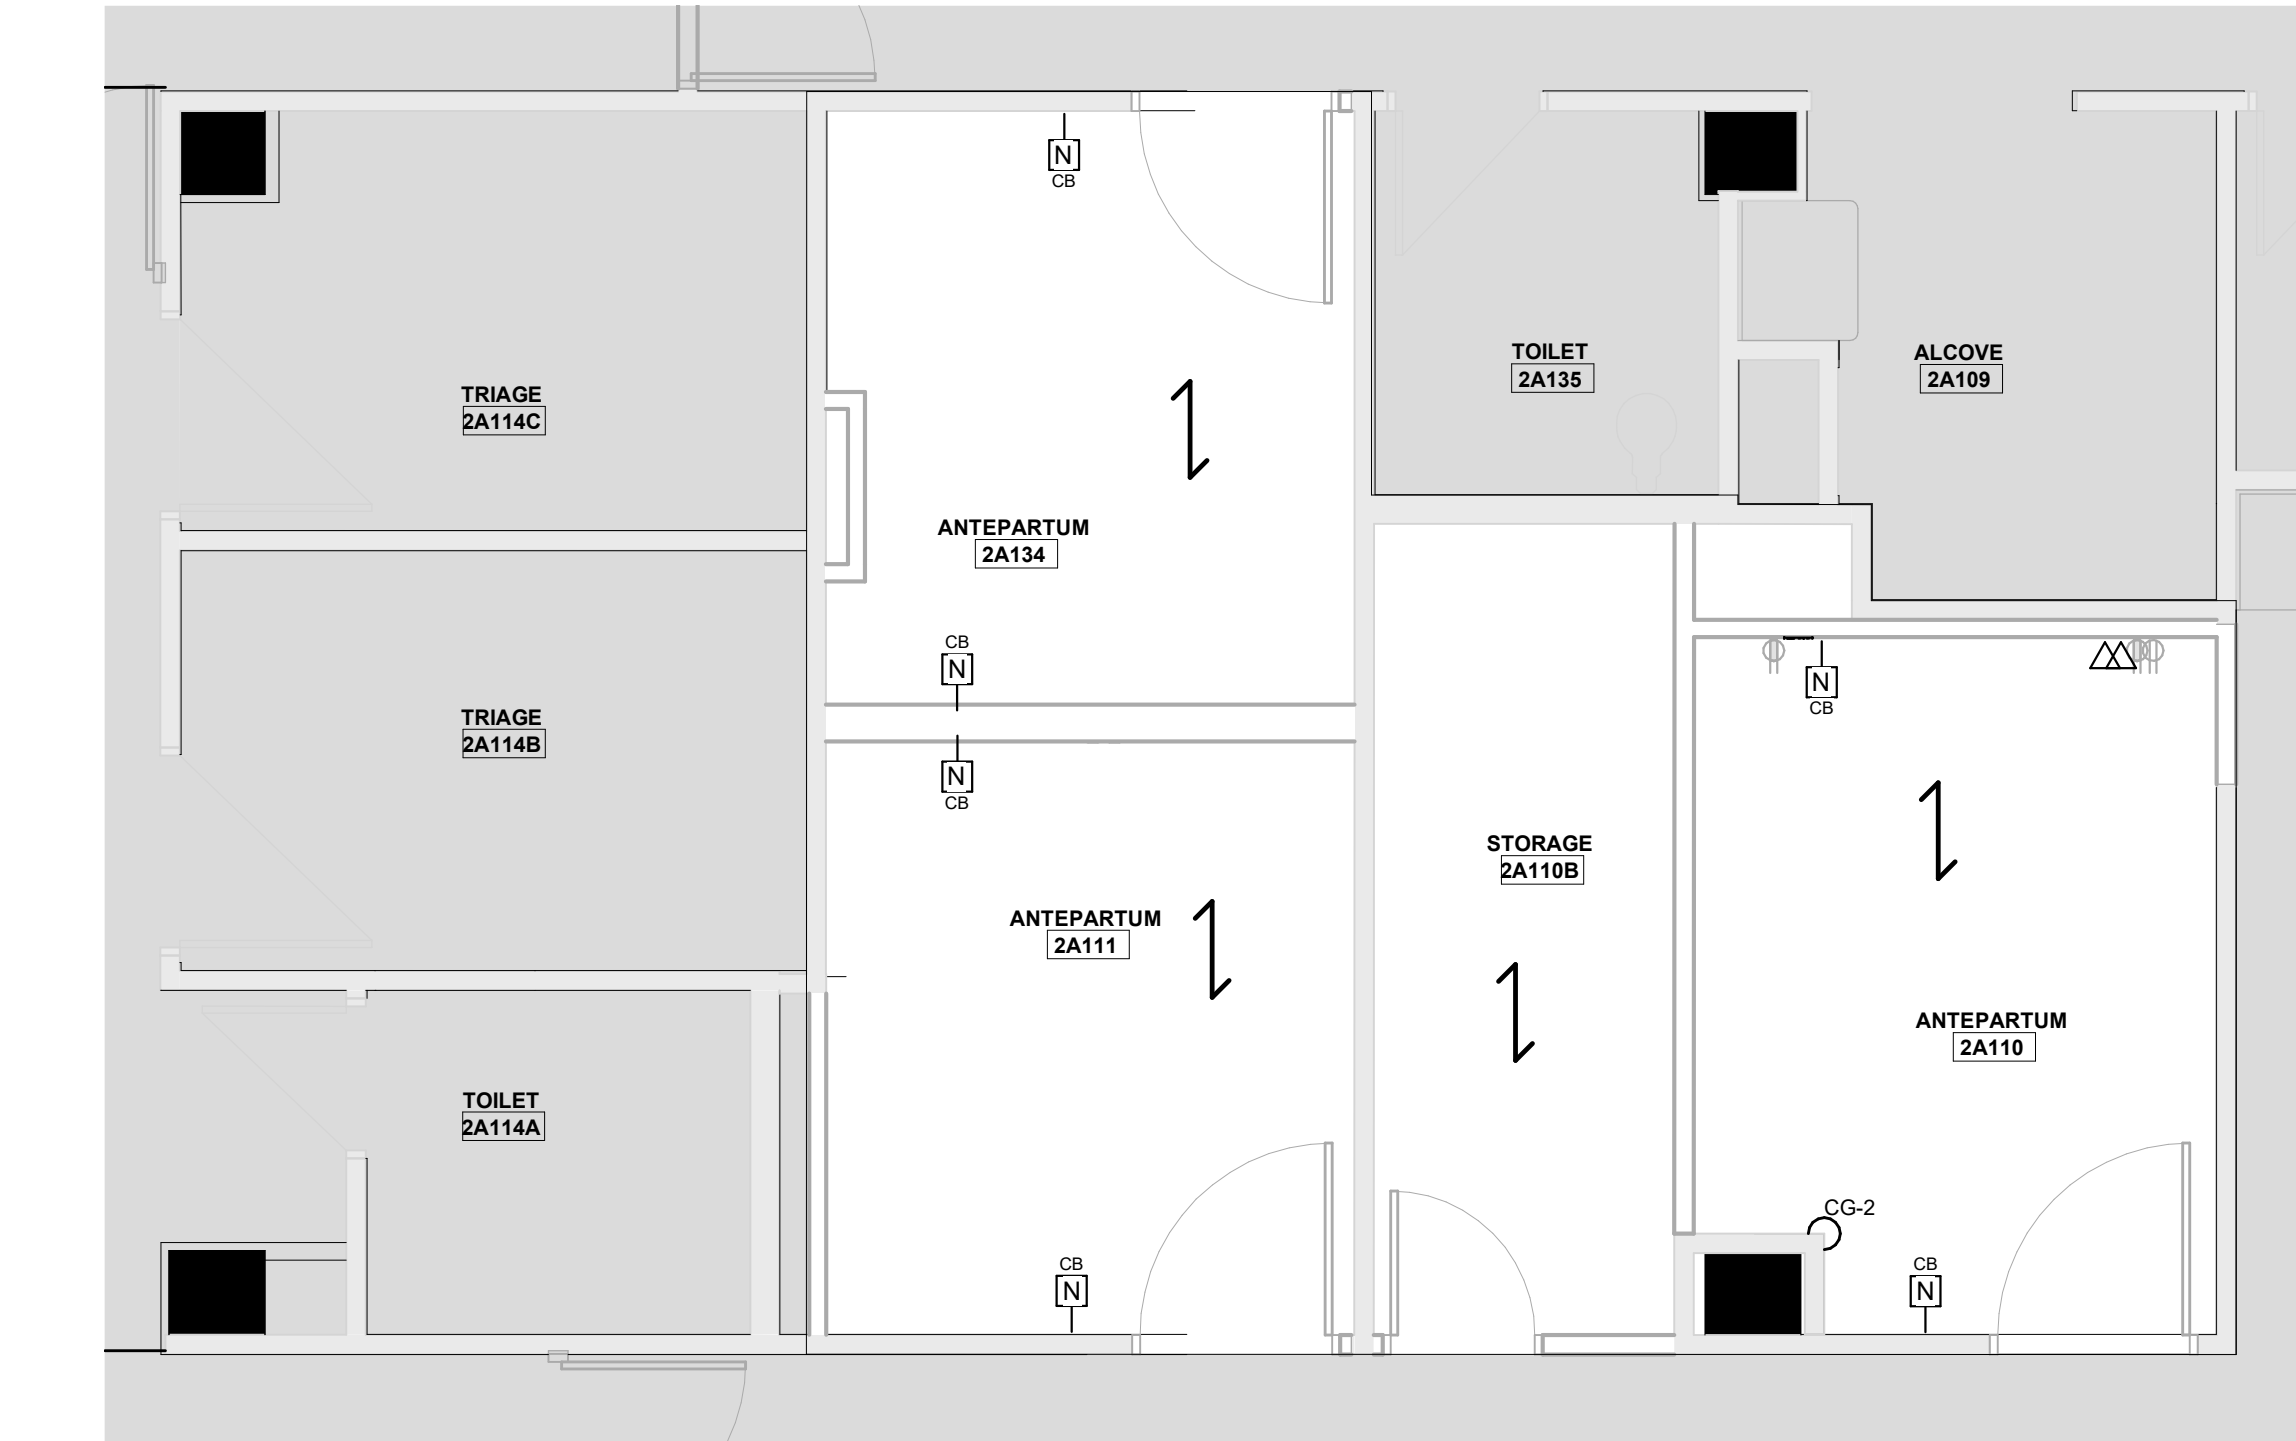 N
CB
TOILET
2A135
ALCOVE
2A109
TRIAGE
2A114C
ANTEPARTUM
2A134
CB
N
N
CB
N
CB
TRIAGE
2A114B
STORAGE
2A110B
ANTEPARTUM
2A111
ANTEPARTUM
2A110
TOILET
2A114A
CG-2
CB
N
CB
N